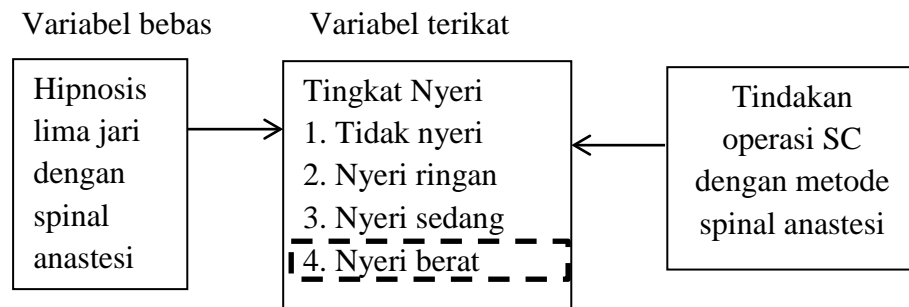 Variabel bebas
Variabel terikat
Hipnosis
lima jari
dengan
spinal
anastesi
Tingkat Nyeri
1. Tidak nyeri
2. Nyeri ringan
3. Nyeri sedang
4. Nyeri berat
Tindakan
operasi SC
dengan metode
spinal anastesi